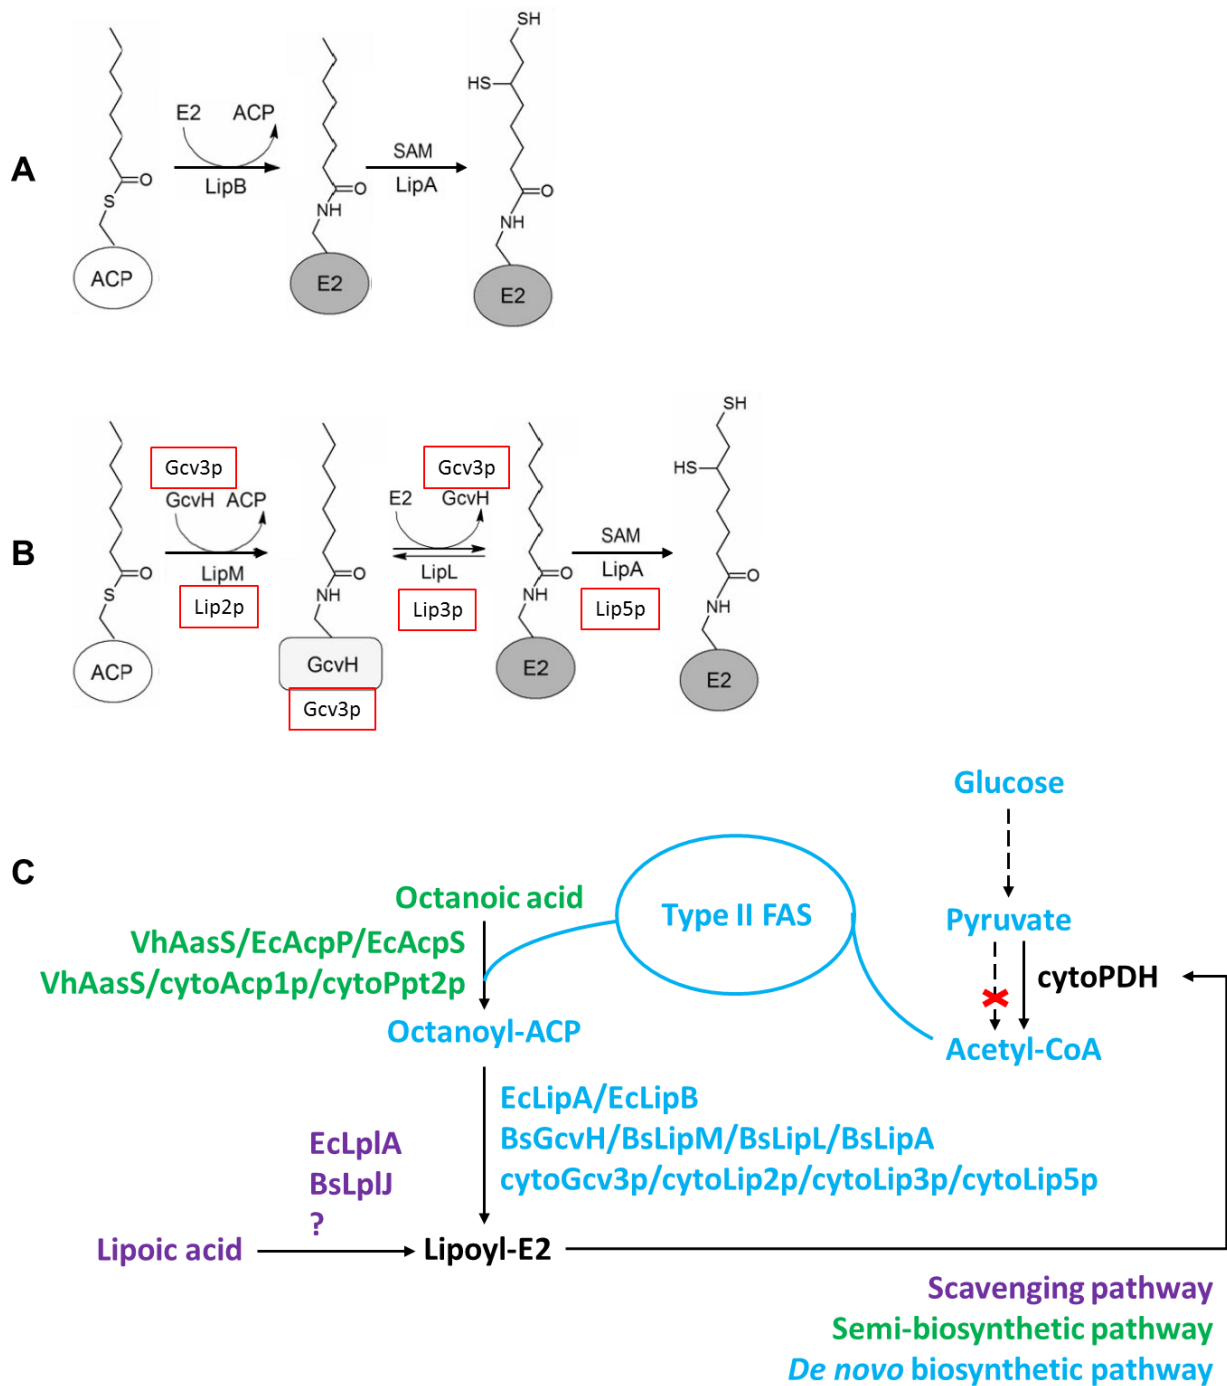 A
SH
HS
E2 ACP
SAM
LipB
LipA
O
S
O
NH
O
NH
ACP
E2
E2
B
SH
HS
Gcv3p
Gcv3p
GcvH ACP
E2 GcvH
SAM
LipM
LipL
LipA
Lip2p
Lip3p
Lip5p
O
S
O
NH
O
NH
O
NH
ACP
GcvH
E2
E2
Gcv3p
C
Glucose
Octanoic acid
Type II FAS
Pyruvate
VhAasS/EcAcpP/EcAcpS
VhAasS/cytoAcp1p/cytoPpt2p
cytoPDH
Octanoyl-ACP
Acetyl-CoA
EcLipA/EcLipB
BsGcvH/BsLipM/BsLipL/BsLipA
cytoGcv3p/cytoLip2p/cytoLip3p/cytoLip5p
EcLplA
BsLplJ
?
Lipoic acid
Lipoyl-E2
Scavenging pathway
Semi-biosynthetic pathway
De novo biosynthetic pathway